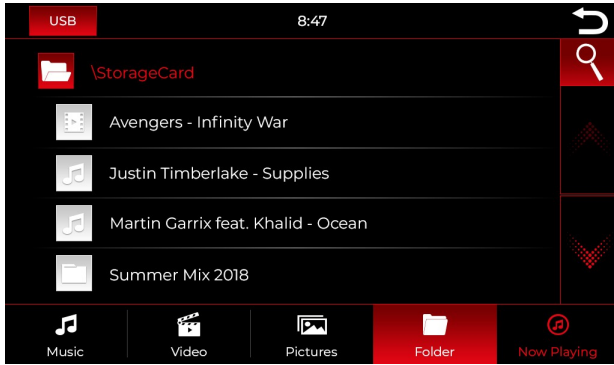 USB
8:47
\StorageCard
Avengers - Infinity War
Justin Timberlake - Supplies
Martin Garrix feat. Khalid - Ocean
Summer Mix 2018
Music
Video
Pictures
Folder
Now Playing